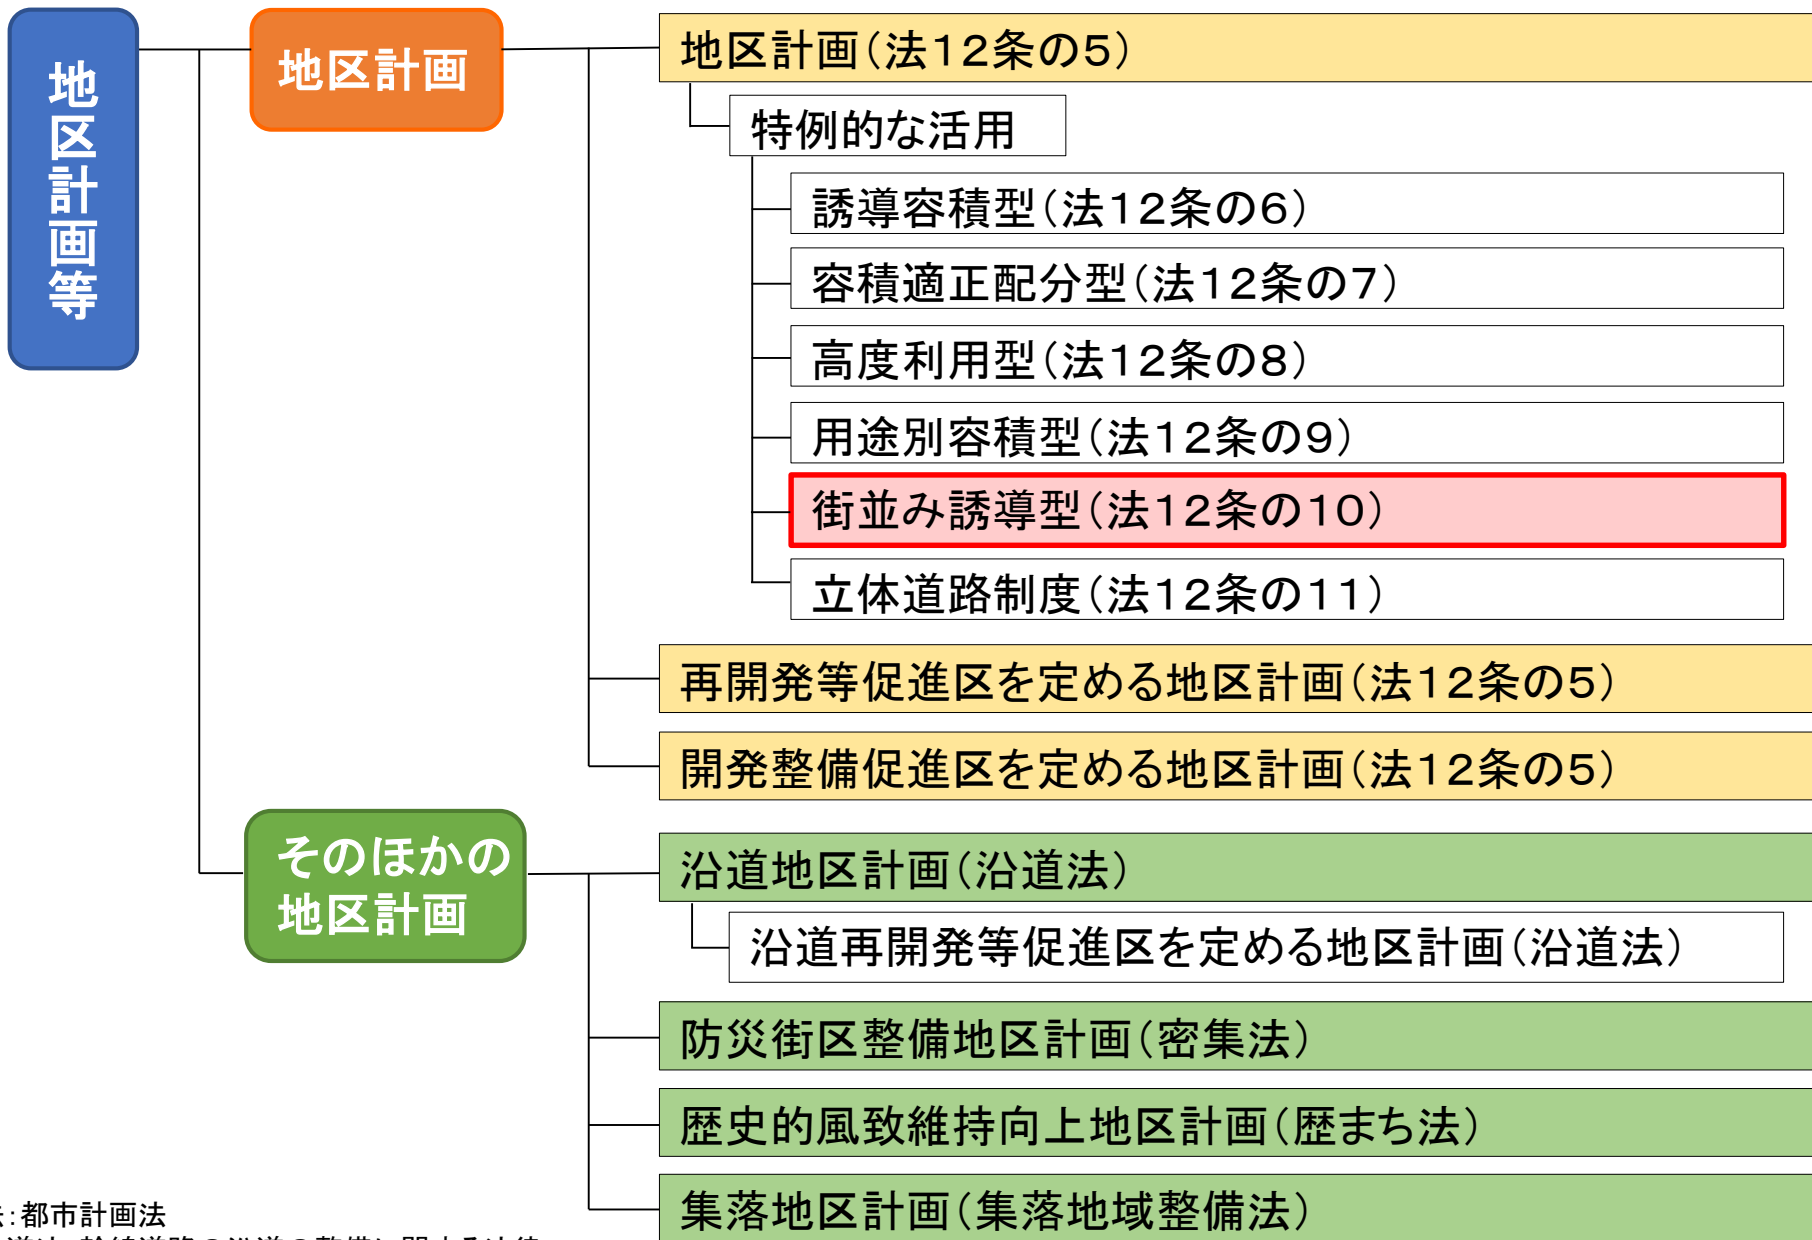 地区計画等
地区計画
地区計画(法12条の5)
特例的な活用
誘導容積型(法12条の6)
容積適正配分型(法12条の7)
高度利用型(法12条の8)
用途別容積型(法12条の9)
街並み誘導型(法12条の10)
立体道路制度(法12条の11)
再開発等促進区を定める地区計画(法12条の5)
開発整備促進区を定める地区計画(法12条の5)
そのほかの
地区計画
沿道地区計画(沿道法)
沿道再開発等促進区を定める地区計画(沿道法)
防災街区整備地区計画(密集法)
歴史的風致維持向上地区計画(歴まち法)
集落地区計画(集落地域整備法)
法:都市計画法